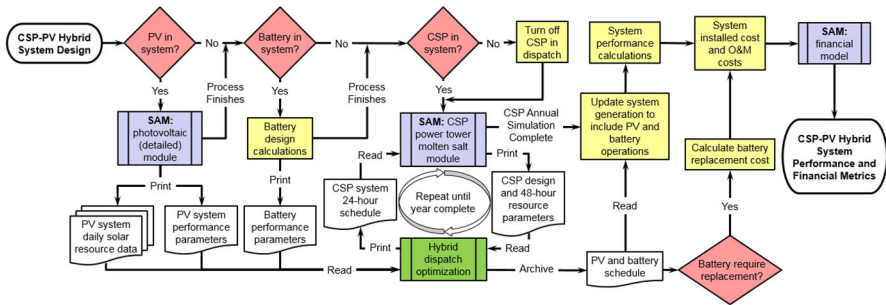 CSP-PV Hybrid
System Design
PV in
system?
No
Yes
Process
Finishes
SAM:
photovoltaic
(detailed)
module
Print
PV system
daily solar
resource data
PV system
performance
parameters
Battery in
system?
No
Yes
Process
Finishes
Battery
design
calculations
Print
Battery
performance
parameters
Read
CSP in
system?
No
Yes
Turn off
CSP in
dispatch
SAM: CSP
power tower
molten salt
module
Read
Print
CSP system
24-hour
schedule
Repeat until
year complete
CSP design
and 48-hour
resource
parameters
Print
Read
Hybrid
dispatch
optimization
CSP Annual
Simulation
Complete
Archive
PV and battery
schedule
Read
Update system
generation to
include PV and
battery
operations
System
performance
calculations
Battery require
replacement?
Yes
Calculate battery
replacement cost
System
installed cost
and O&M
costs
SAM:
financial
model
CSP-PV Hybrid
System
Performance and
Financial Metrics